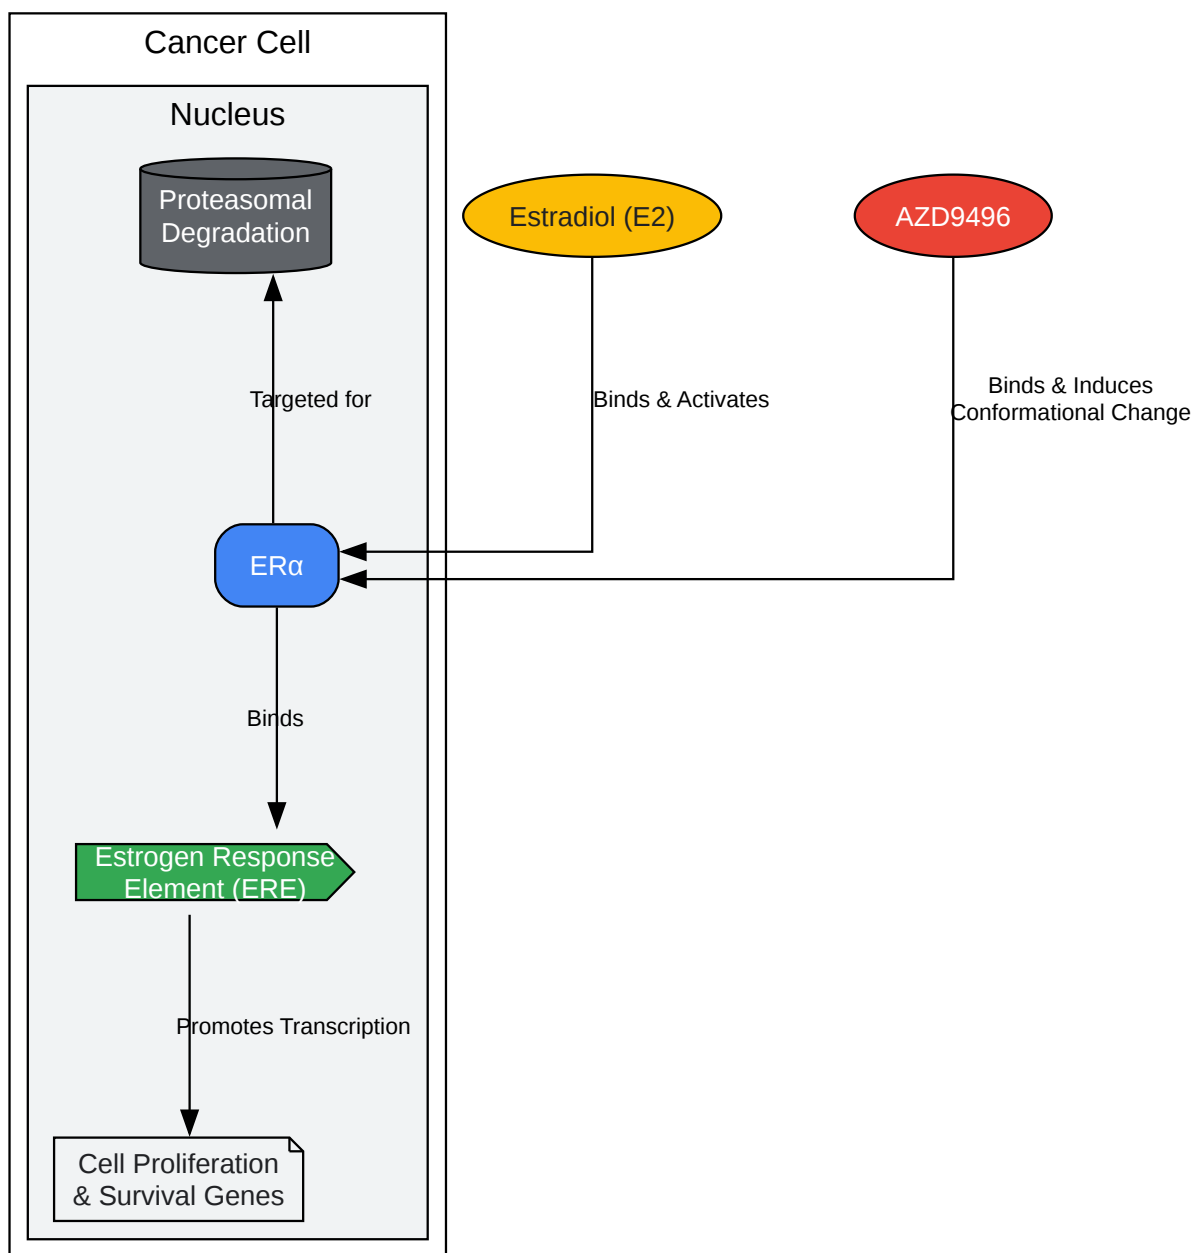 Cancer Cell
Nucleus
Proteasomal
Degradation
Estradiol (E2)
AZD9496
Targeted for
Binds & Activates
Binds & Induces
Conformational Change
ERα
Binds
Estrogen Response
Element (ERE)
Promotes Transcription
Cell Proliferation
& Survival Genes